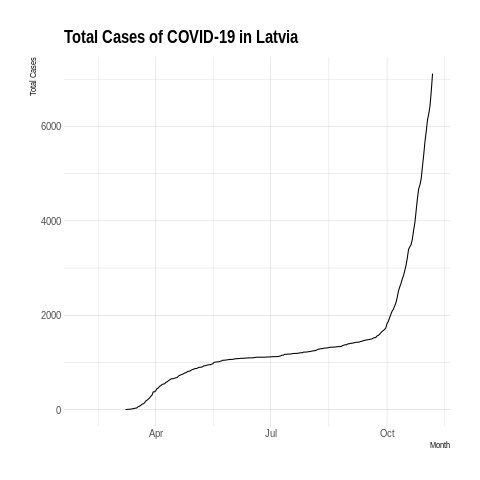 Total Cases of COVID-19 in Latvia
Total Cases
6000
4000
2000
0
Apr
Jul
Oct
Month